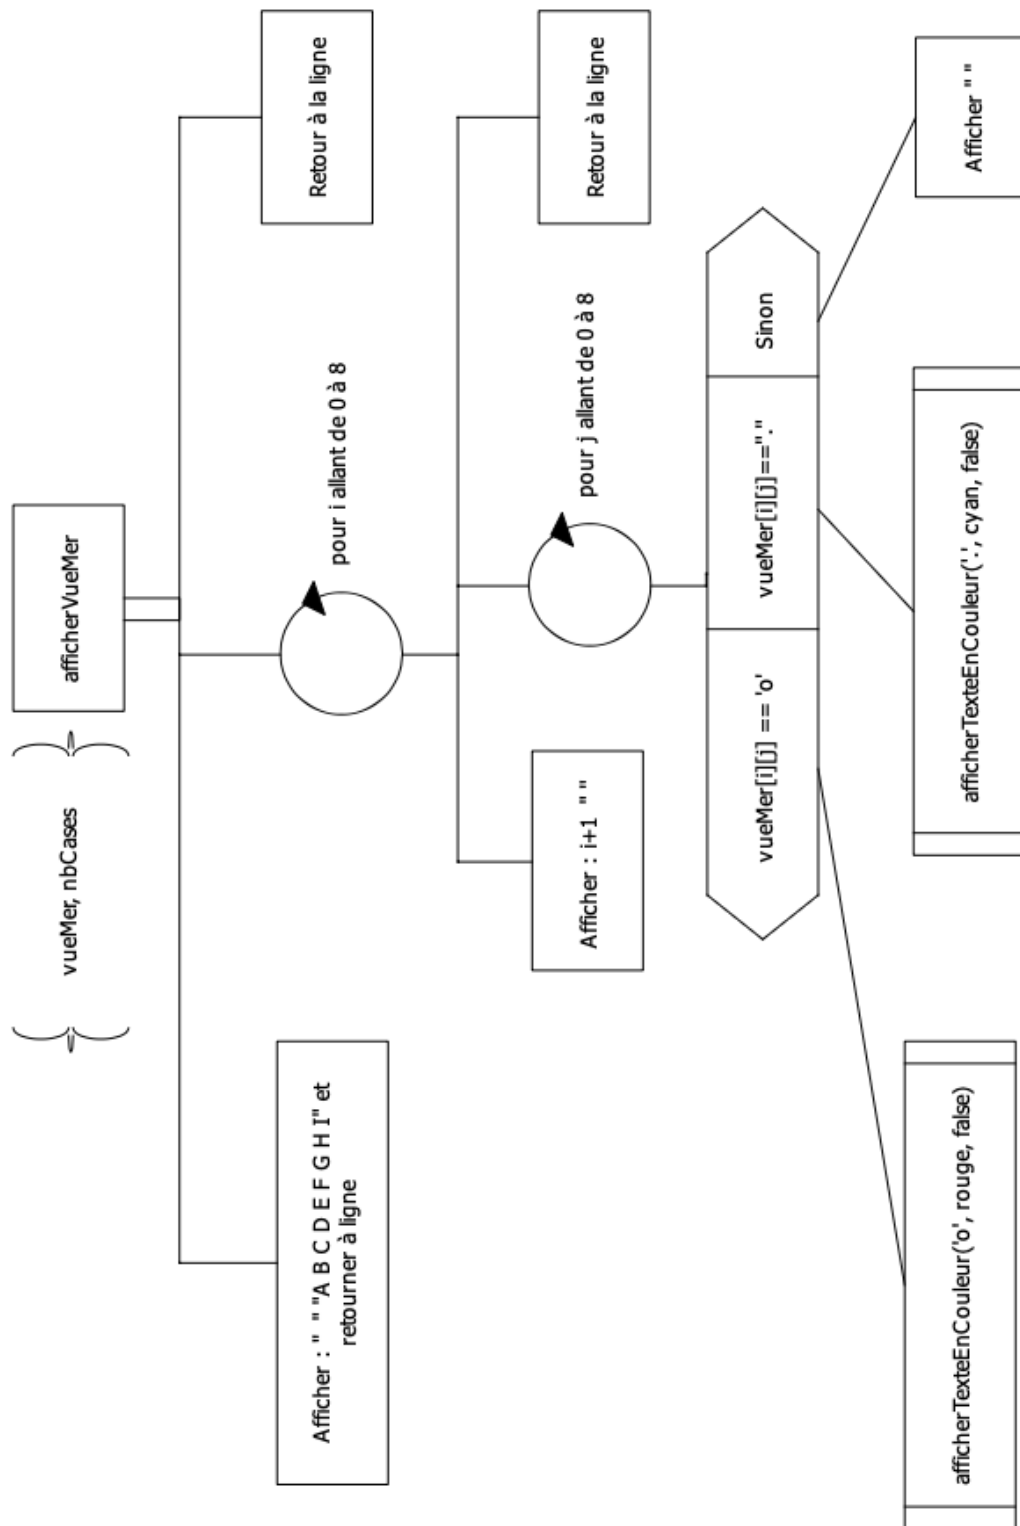 vueMer, nbCases
afficherVueMer
Afficher : " " "A B C D E F G H I" et
retourner à ligne
pour i allant de 0 à 8
Retour à la ligne
Afficher : i+1 " "
pour j allant de 0 à 8
Retour à la ligne
vueMer[i][j] == 'o'
vueMer[i][j]=="."
Sinon
afficherTexteEnCouleur('o', rouge, false)
afficherTexteEnCouleur('.', cyan, false)
Afficher " "